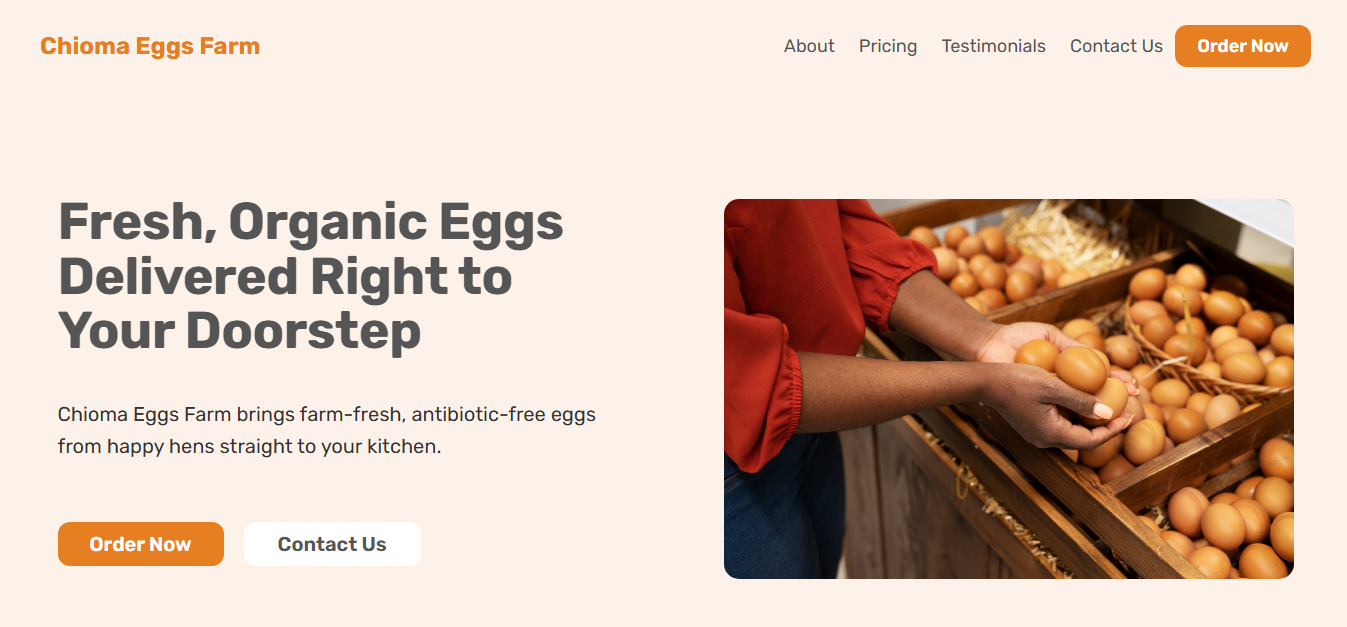 Chioma Eggs Farm
About Pricing Testimonials Contact Us Order Now
Fresh, Organic Eggs
Delivered Right to
Your Doorstep
Chioma Eggs Farm brings farm-fresh, antibiotic-free eggs
from happy hens straight to your kitchen.
Order Now Contact Us